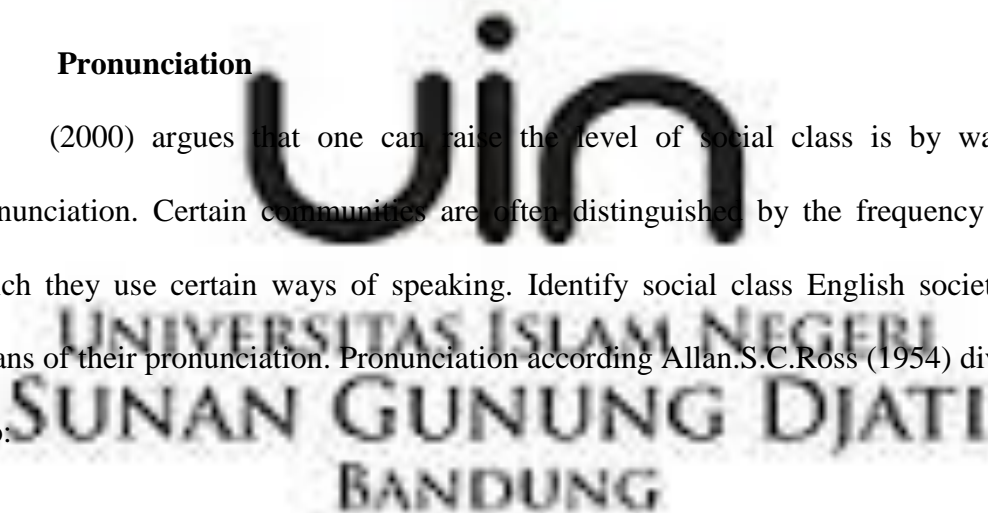 Pronunciation
(2000) argues that one can raise the level of social class is by wa
nunciation. Certain communities are often distinguished by the frequency
ch they use certain ways of speaking. Identify social class English societ
ans of their pronunciation. Pronunciation according Allan.S.C.Ross (1954) di
o:
uin
UNIVERSITAS ISLAM NEGERI
SUNAN GUNUNG DJATI
BANDUNG